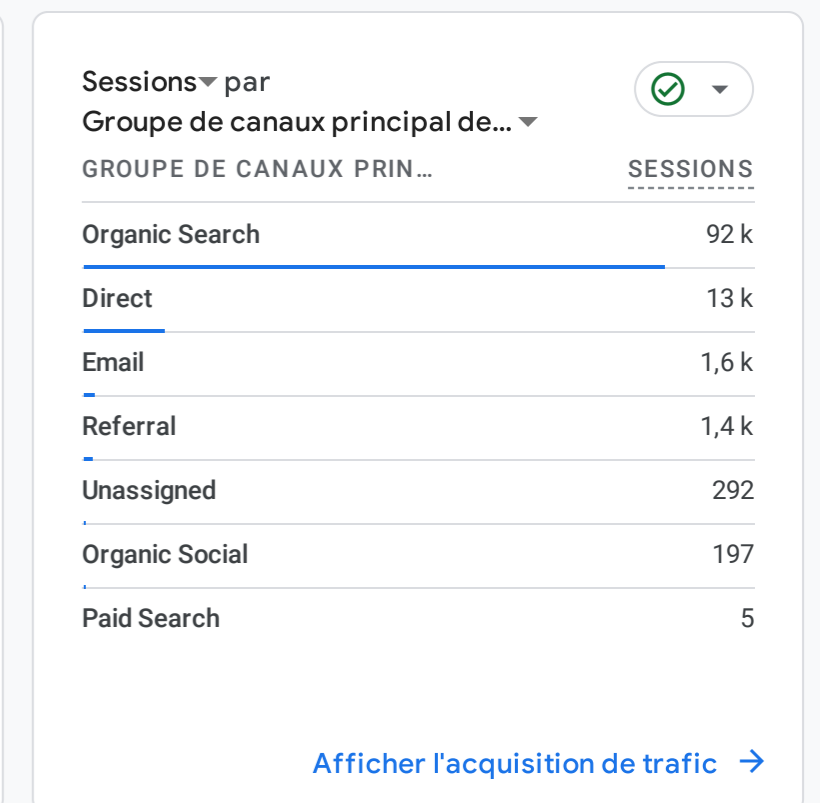 Sessions par
Groupe de canaux principal de...
GROUPE DE CANAUX PRIN... SESSIONS
Organic Search 92 k
Direct 13 k
Email 1,6 k
Referral 1,4 k
Unassigned 292
Organic Social 197
Paid Search 5
Afficher l'acquisition de trafic